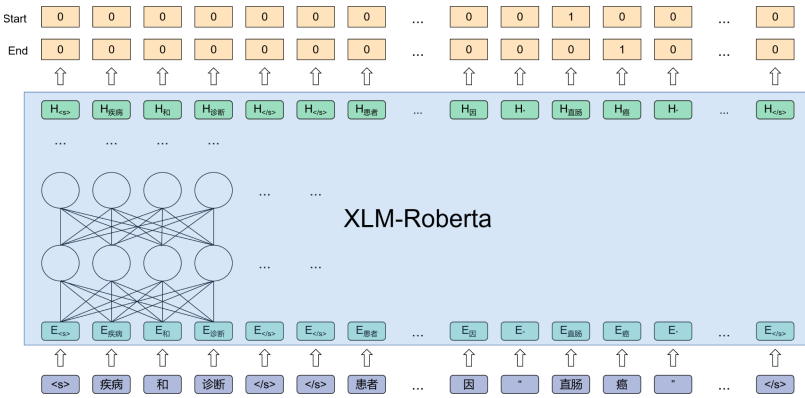 Start 0 0 0 0 0 0 0 ... 0 0 1 0 0 ... 0
End 0 0 0 0 0 0 0 ... 0 0 0 1 0 ... 0
H<s> H疾病 H和 H诊断 H</s> H</s> H患者 ... H因 H“ H直肠 H癌 H” ... H</s>
... ... ... ...
... ...
XLM-Roberta
... ...
E<s> E疾病 E和 E诊断 E</s> E</s> E患者 ... E因 E“ E直肠 E癌 E” ... E</s>
<s> 疾病 和 诊断 </s> </s> 患者 ... 因 “ 直肠 癌 ” ... </s>